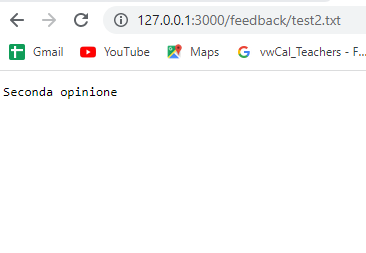 127.0.0.1:3000/feedback/test2.txt
Gmail YouTube Maps vwCal_Teachers - F...
Seconda opinione